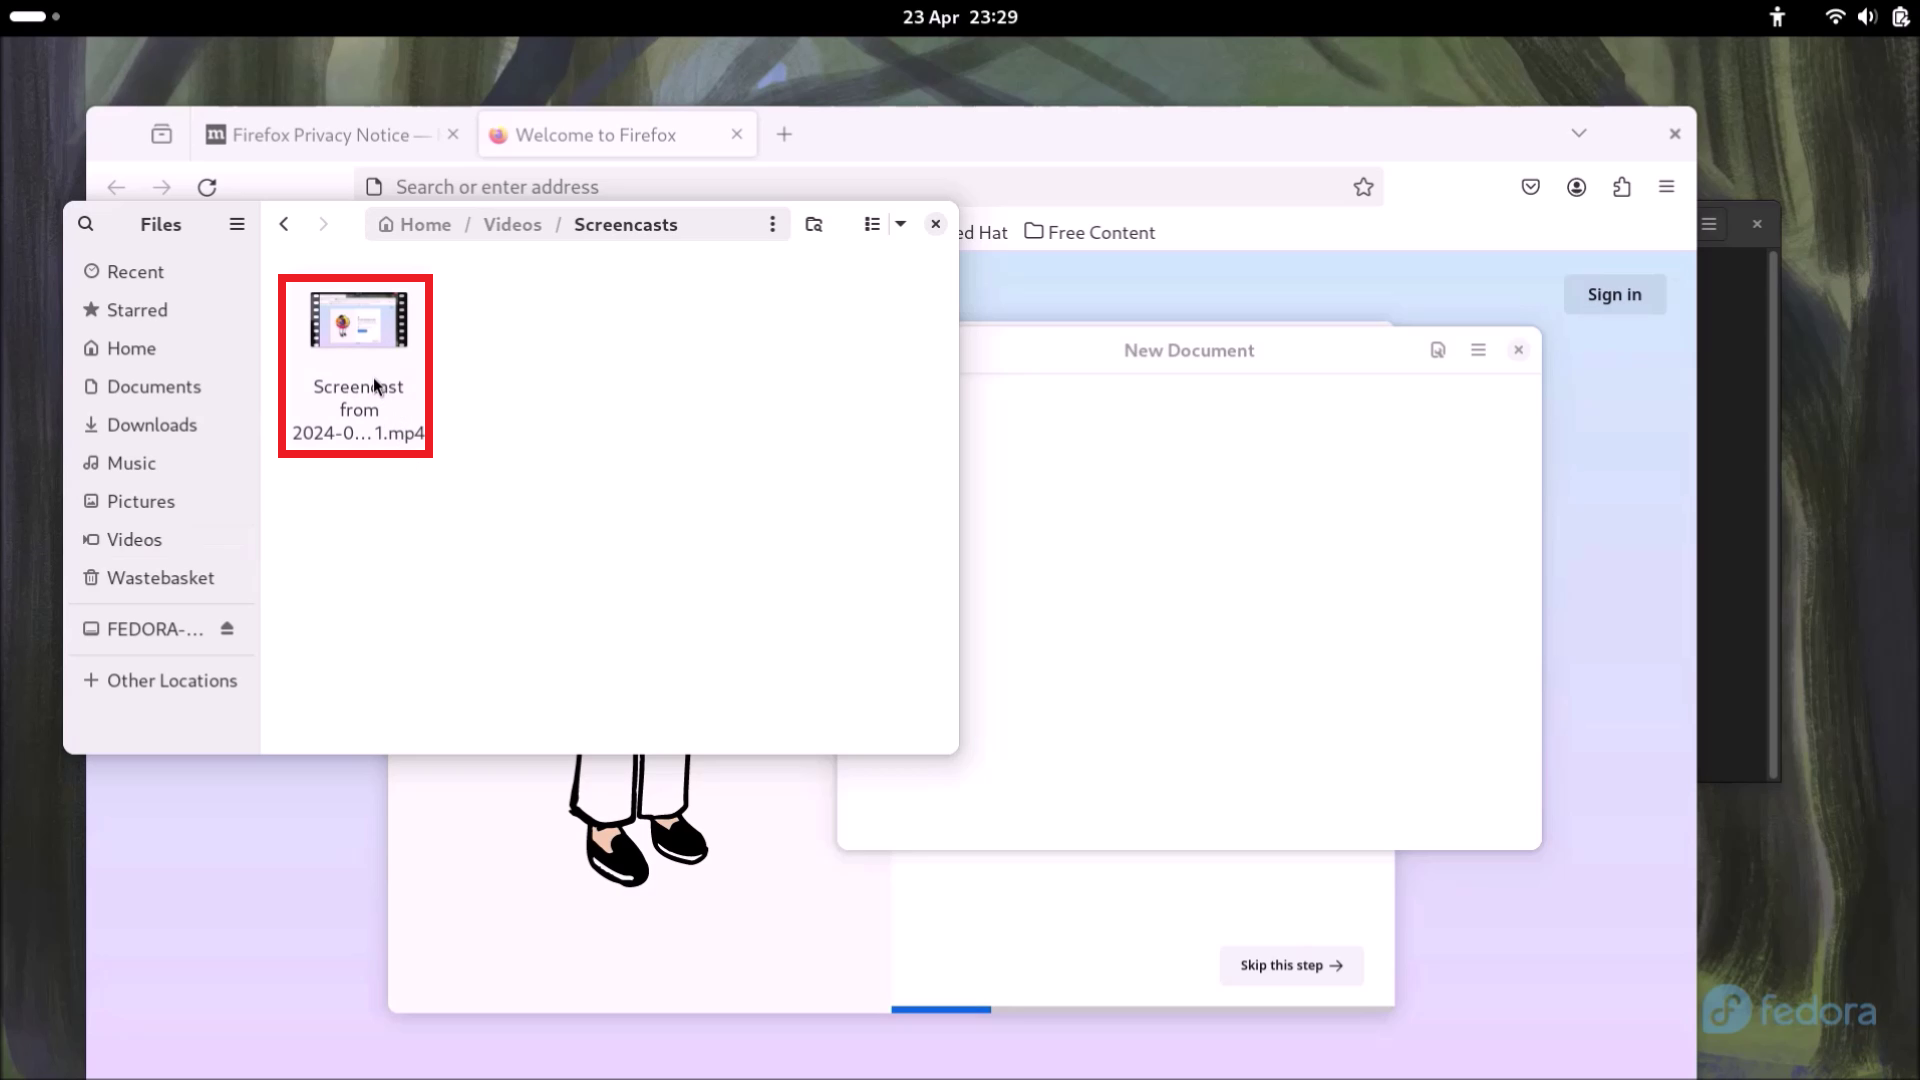 23 Apr 23:29
Firefox Privacy Notice —
Welcome to Firefox
Search or enter address
Files
Home / Videos / Screencasts
ed Hat
Free Content
Recent
Starred
Home
Documents
Downloads
Music
Pictures
Videos
Wastebasket
FEDORA-...
Other Locations
Screencast
from
2024-0...1.mp4
Sign in
New Document
Skip this step →
fedora